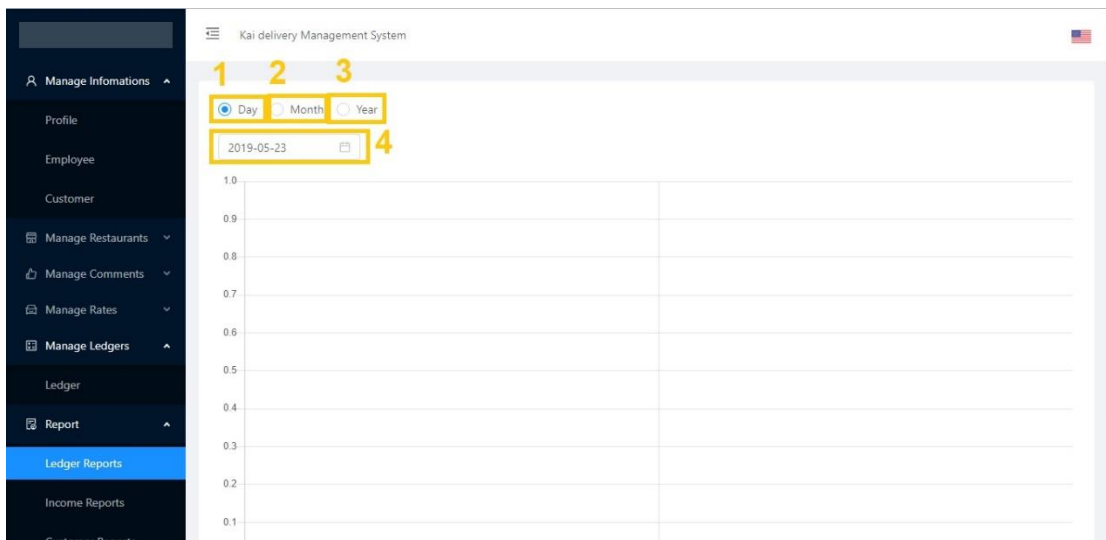 Kai delivery Management System
Manage Infomations
Profile
Employee
Customer
Manage Restaurants
Manage Comments
Manage Rates
Manage Ledgers
Ledger
Report
Ledger Reports
Income Reports
Customer Reports
1 2 3
Day Month Year
2019-05-23 4
1.0
0.9
0.8
0.7
0.6
0.5
0.4
0.3
0.2
0.1